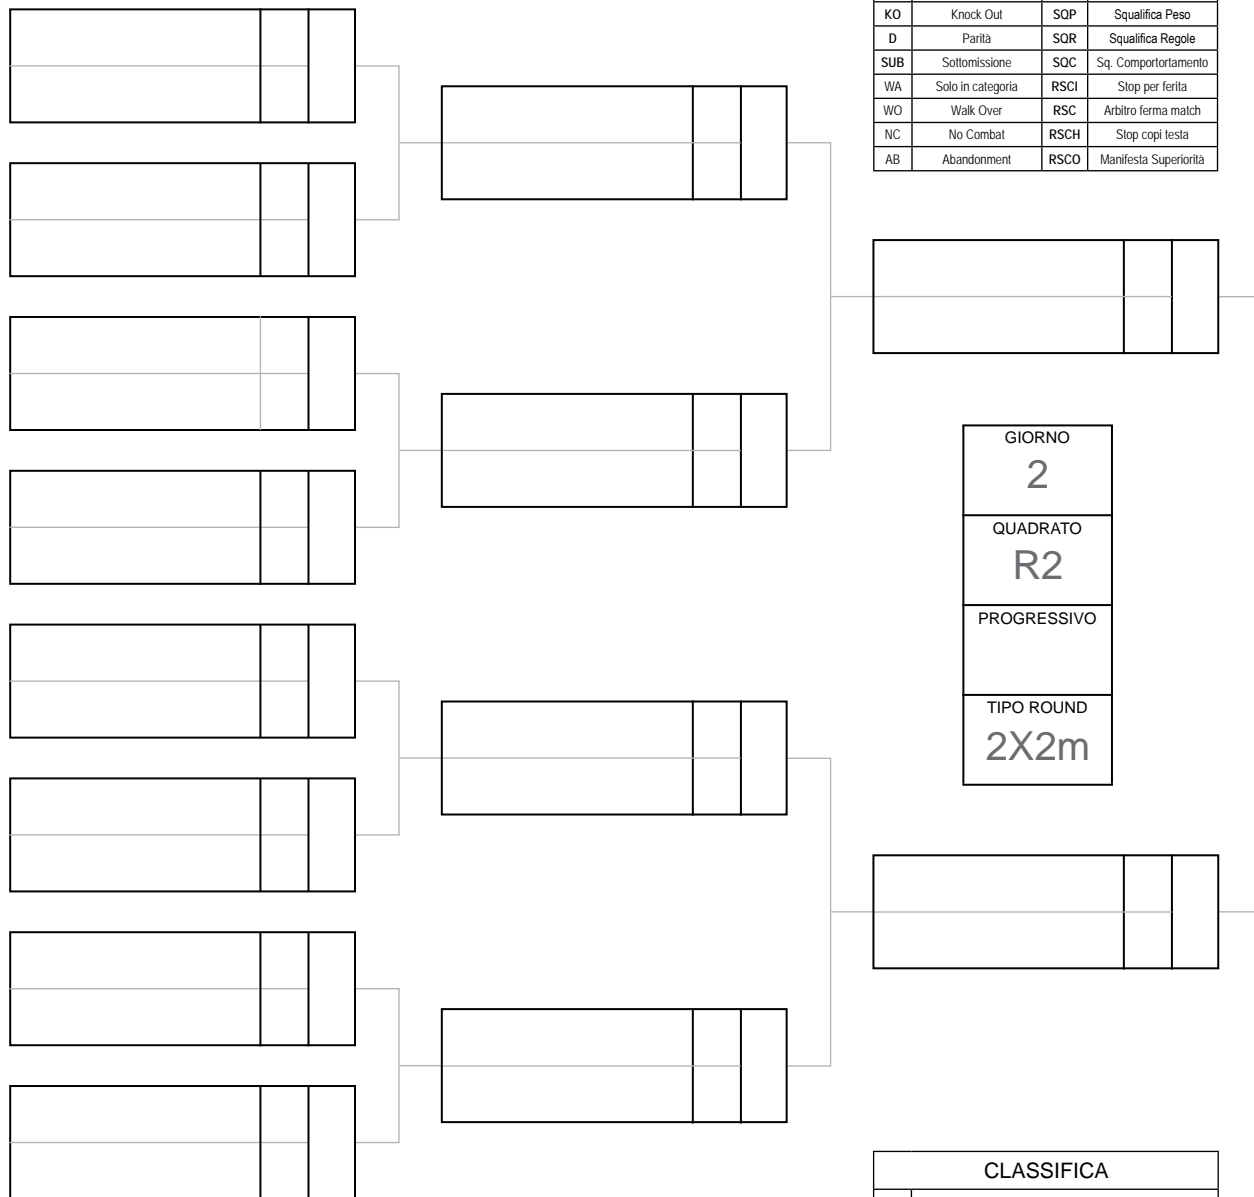 KO Knock Out SQP Squalifica Peso
D Parità SQR Squalifica Regole
SUB Sottomissione SQC Sq. Comportortamento
WA Solo in categoria RSCI Stop per ferita
WO Walk Over RSC Arbitro ferma match
NC No Combat RSCH Stop copi testa
AB Abandonment RSCO Manifesta Superiorità
GIORNO
2
QUADRATO
R2
PROGRESSIVO
TIPO ROUND
2X2m
CLASSIFICA